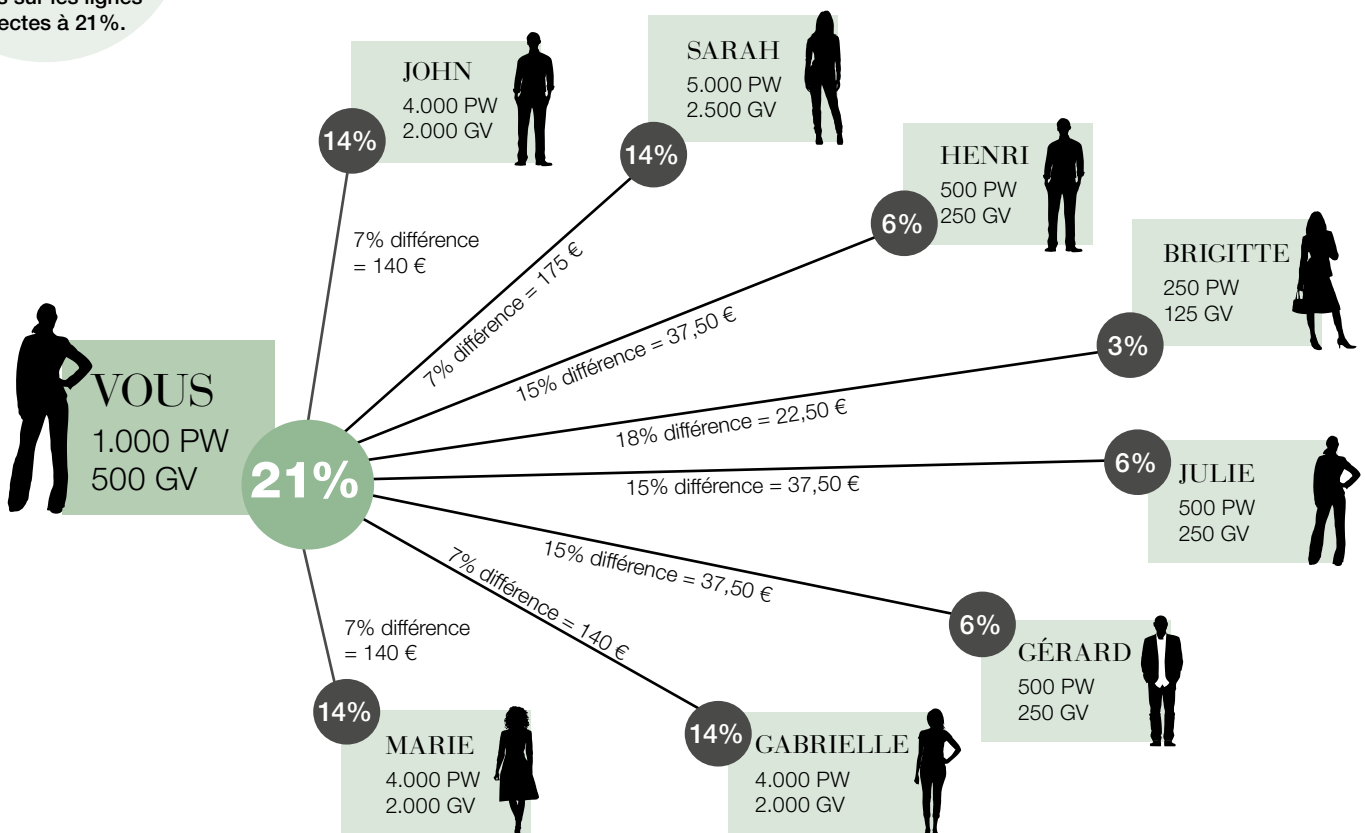 s sur les lignes
ectes à 21%.
JOHN
4.000 PW
2.000 GV
14%
7% différence
= 140 €
SARAH
5.000 PW
2.500 GV
14%
7% différence = 175 €
HENRI
500 PW
250 GV
6%
15% différence = 37,50 €
BRIGITTE
250 PW
125 GV
3%
18% différence = 22,50 €
VOUS
1.000 PW
500 GV
21%
JULIE
500 PW
250 GV
6%
15% différence = 37,50 €
GÉRARD
500 PW
250 GV
6%
15% différence = 37,50 €
GABRIELLE
4.000 PW
2.000 GV
14%
7% différence = 140 €
MARIE
4.000 PW
2.000 GV
14%
7% différence
= 140 €